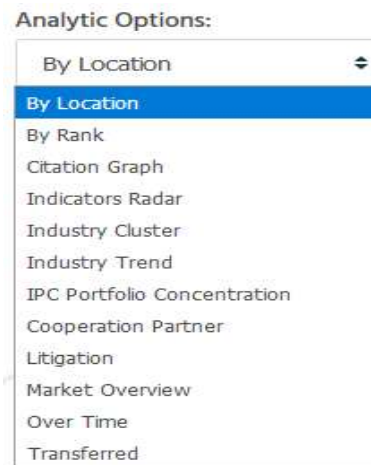 Analytic Options:
By Location
By Location
By Rank
Citation Graph
Indicators Radar
Industry Cluster
Industry Trend
IPC Portfolio Concentration
Cooperation Partner
Litigation
Market Overview
Over Time
Transferred